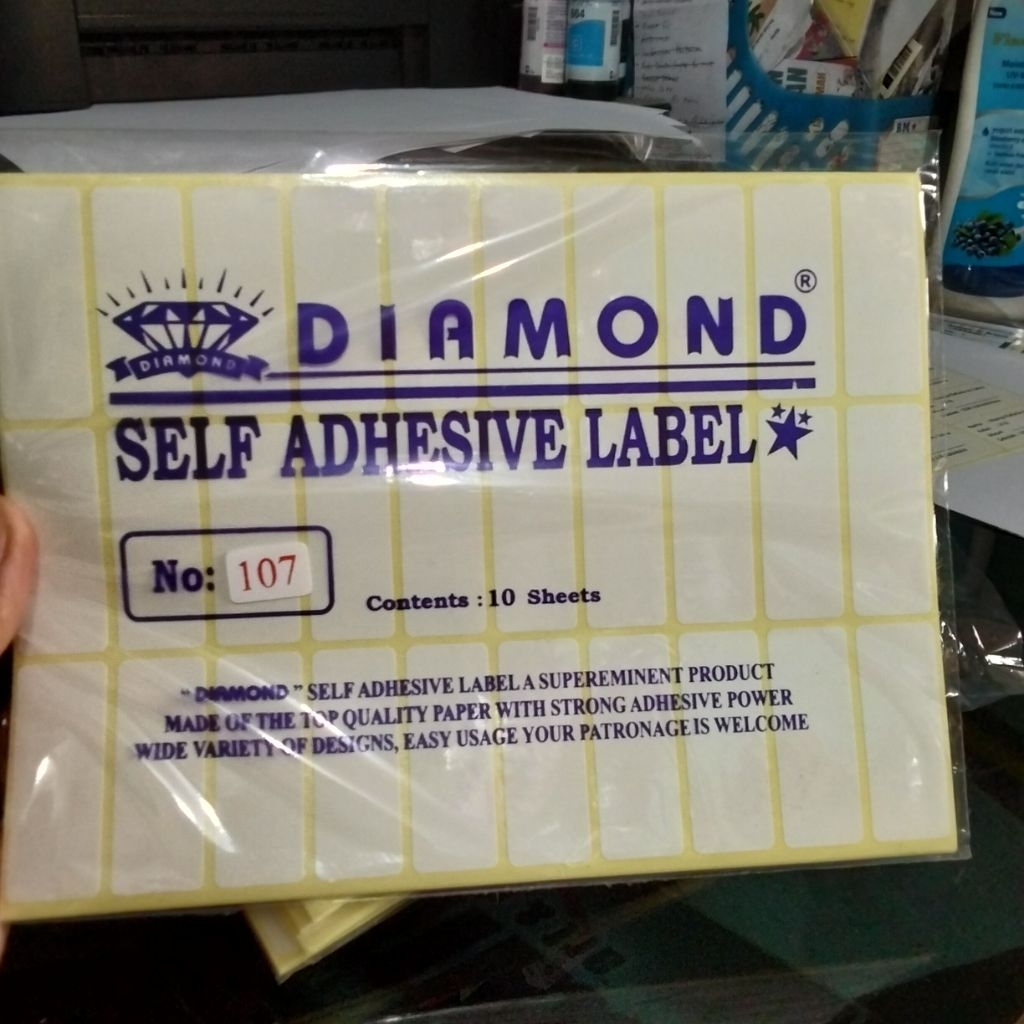 664
DIAMOND
DIAMOND ®
SELF ADHESIVE LABEL
No: 107
Contents : 10 Sheets
" DIAMOND " SELF ADHESIVE LABEL A SUPEREMINENT PRODUCT
MADE OF THE TOP QUALITY PAPER WITH STRONG ADHESIVE POWER
WIDE VARIETY OF DESIGNS, EASY USAGE YOUR PATRONAGE IS WELCOME